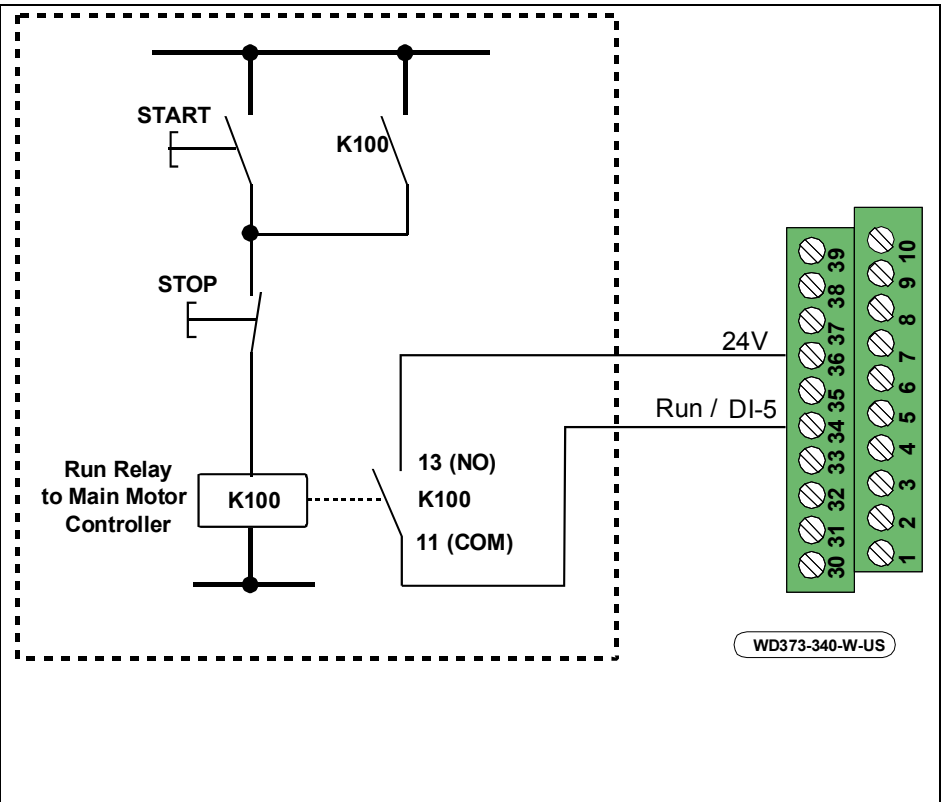 START
K100
STOP
24V
Run / DI-5
13 (NO)
K100
11 (COM)
Run Relay
to Main Motor
Controller
K100
39
38
37
36
35
34
33
32
31
30
10
9
8
7
6
5
4
3
2
1
WD373-340-W-US